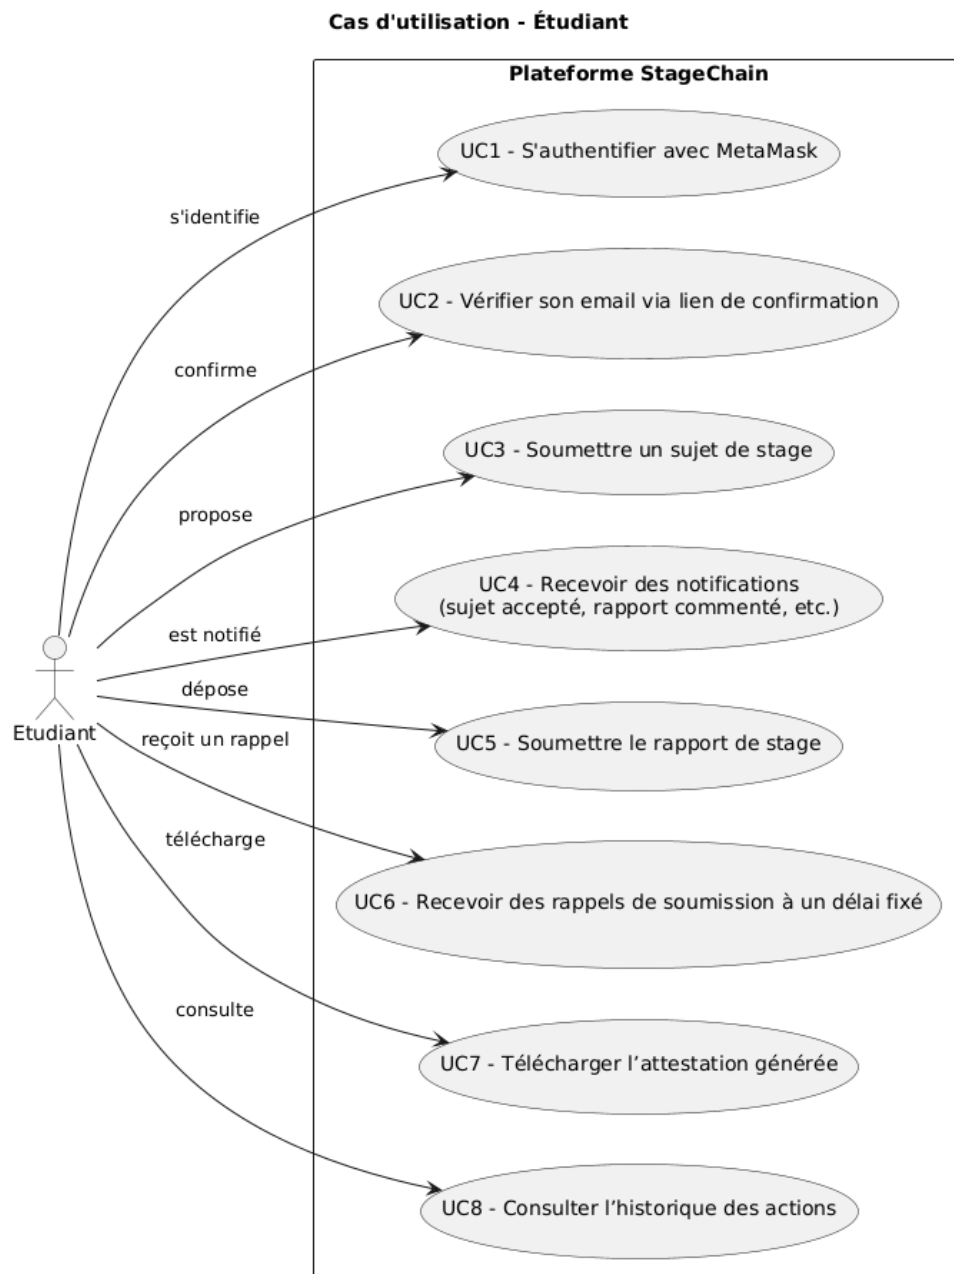 Cas d'utilisation - Étudiant
Plateforme StageChain
UC1 - S'authentifier avec MetaMask
s'identifie
UC2 - Vérifier son email via lien de confirmation
confirme
UC3 - Soumettre un sujet de stage
propose
UC4 - Recevoir des notifications
(sujet accepté, rapport commenté, etc.)
est notifié
dépose
Etudiant
reçoit un rappel
UC5 - Soumettre le rapport de stage
télécharge
UC6 - Recevoir des rappels de soumission à un délai fixé
consulte
UC7 - Télécharger l’attestation générée
UC8 - Consulter l’historique des actions